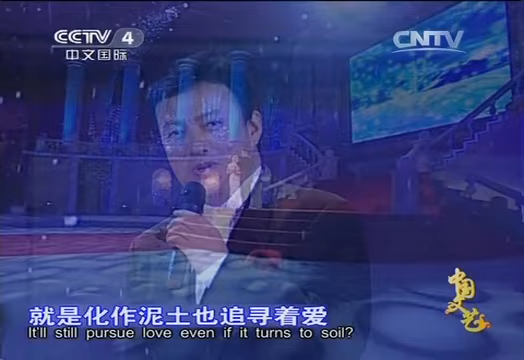 CCTV 4
中文国际
CNTV
中国文艺
就是化作泥土也追寻着爱
It'll still pursue love even if it turns to soil?